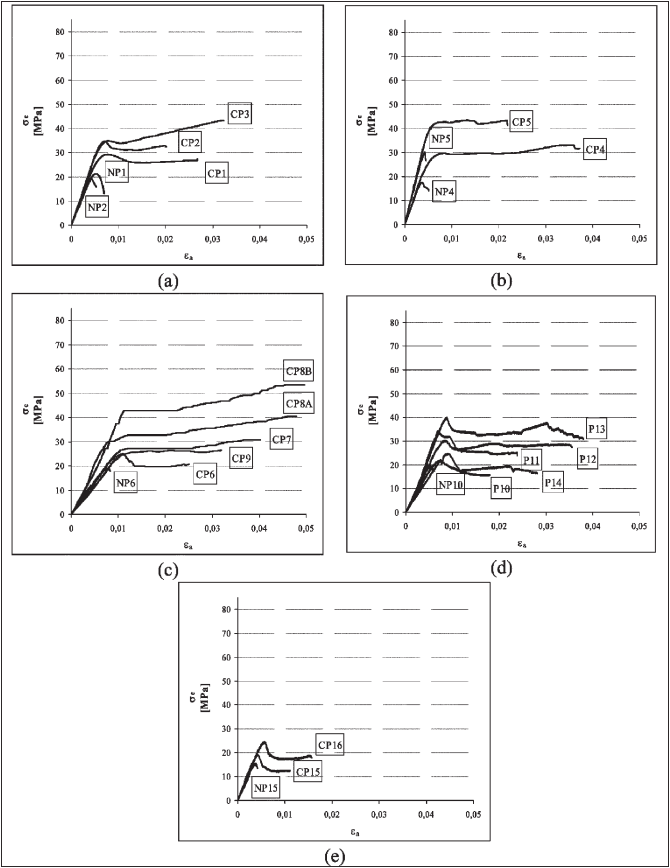 80
70
60
50
40
30
20
10
0
σc
[MPa]
CP3
CP2
CP1
NP1
NP2
0 0,01 0,02 0,03 0,04 0,05
εa
(a)
80
70
60
50
40
30
20
10
0
σc
[MPa]
CP5
NP5
CP4
NP4
0 0,01 0,02 0,03 0,04 0,05
εa
(b)
80
70
60
50
40
30
20
10
0
σc
[MPa]
CP8B
CP8A
CP7
CP9
CP6
NP6
0 0,01 0,02 0,03 0,04 0,05
εa
(c)
80
70
60
50
40
30
20
10
0
σc
[MPa]
P13
P12
P11
NP10
P10
P14
0 0,01 0,02 0,03 0,04 0,05
εa
(d)
80
70
60
50
40
30
20
10
0
σc
[MPa]
CP16
CP15
NP15
0 0,01 0,02 0,03 0,04 0,05
εa
(e)